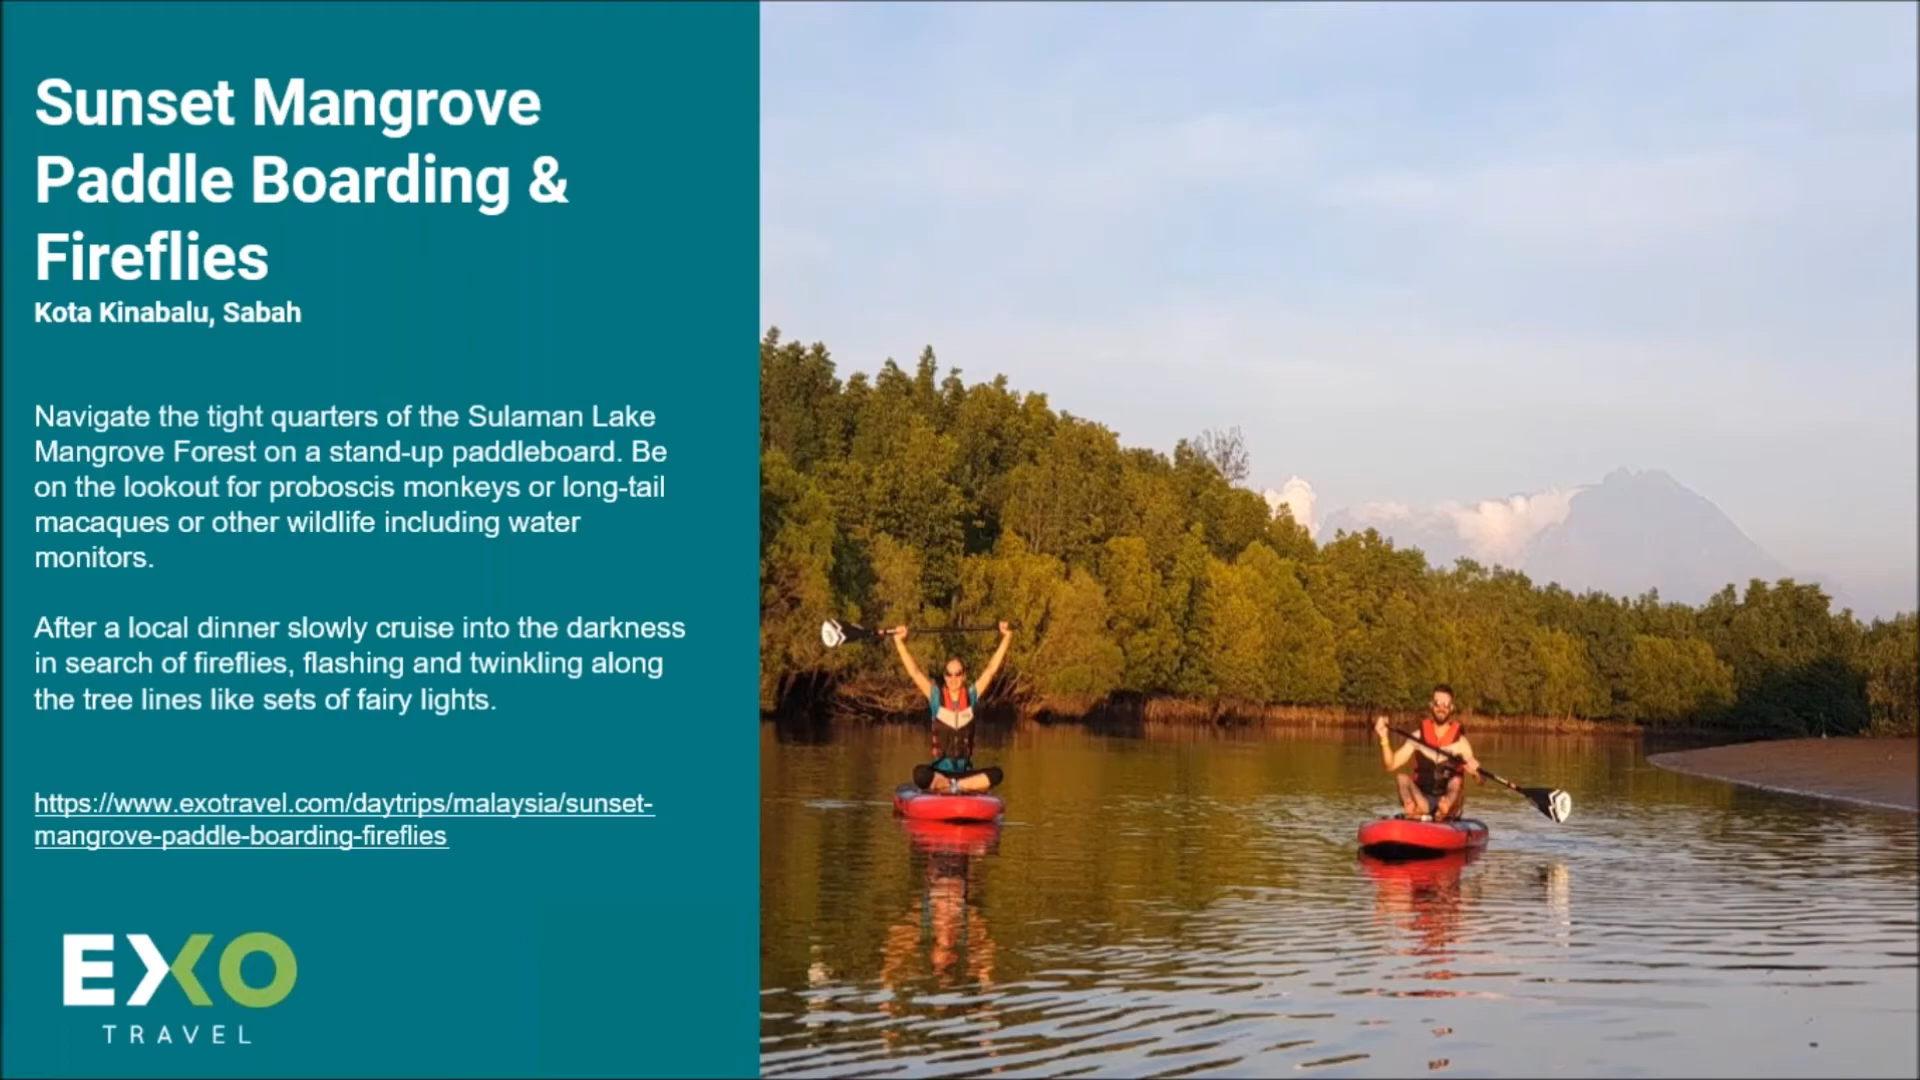 Sunset Mangrove
Paddle Boarding &
Fireflies
Kota Kinabalu, Sabah
Navigate the tight quarters of the Sulaman Lake
Mangrove Forest on a stand-up paddleboard. Be
on the lookout for proboscis monkeys or long-tail
macaques or other wildlife including water
monitors.
After a local dinner slowly cruise into the darkness
in search of fireflies, flashing and twinkling along
the tree lines like sets of fairy lights.
https://www.exotravel.com/daytrips/malaysia/sunset-
mangrove-paddle-boarding-fireflies
EXO
TRAVEL